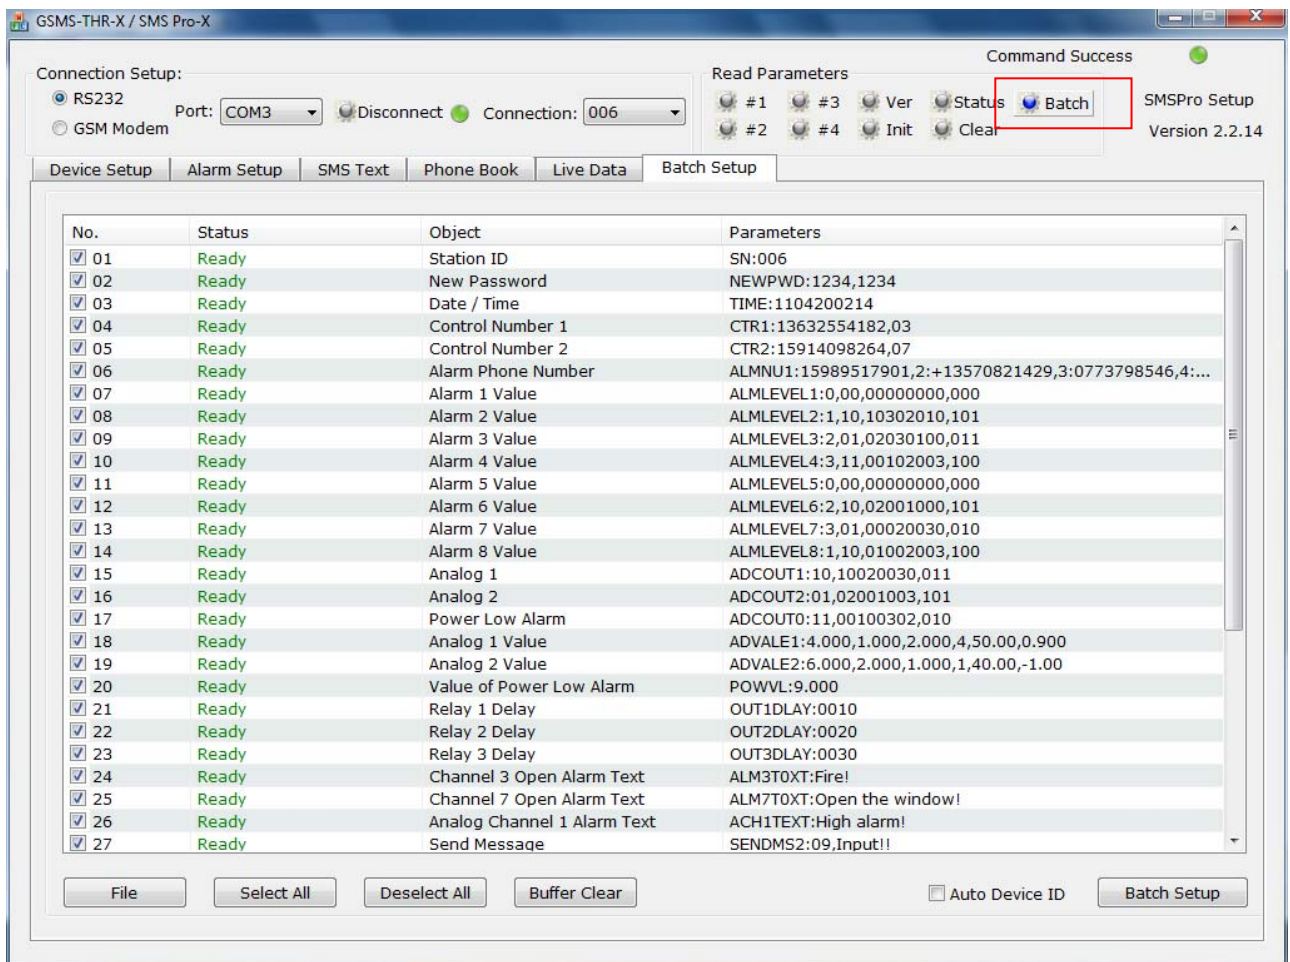 GSMS-THR-X / SMS Pro-X
Command Success
Connection Setup:
Read Parameters
RS232
GSM Modem
Port: COM3
Disconnect
Connection: 006
#1 #3 Ver Status Batch
#2 #4 Init Clear
SMSPro Setup
Version 2.2.14
Device Setup Alarm Setup SMS Text Phone Book Live Data Batch Setup
No. Status Object Parameters
01 Ready Station ID SN:006
02 Ready New Password NEWPWD:1234,1234
03 Ready Date / Time TIME:1104200214
04 Ready Control Number 1 CTR1:13632554182,03
05 Ready Control Number 2 CTR2:15914098264,07
06 Ready Alarm Phone Number ALMNU1:15989517901,2:+13570821429,3:0773798546,4:...
07 Ready Alarm 1 Value ALMLEVEL1:0,00,00000000,000
08 Ready Alarm 2 Value ALMLEVEL2:1,10,10302010,101
09 Ready Alarm 3 Value ALMLEVEL3:2,01,02030100,011
10 Ready Alarm 4 Value ALMLEVEL4:3,11,00102003,100
11 Ready Alarm 5 Value ALMLEVEL5:0,00,00000000,000
12 Ready Alarm 6 Value ALMLEVEL6:2,10,02001000,101
13 Ready Alarm 7 Value ALMLEVEL7:3,01,00020030,010
14 Ready Alarm 8 Value ALMLEVEL8:1,10,01002003,100
15 Ready Analog 1 ADCOUT1:10,10020030,011
16 Ready Analog 2 ADCOUT2:01,02001003,101
17 Ready Power Low Alarm ADCOUT0:11,00100302,010
18 Ready Analog 1 Value ADVALE1:4.000,1.000,2.000,4,50.00,0.900
19 Ready Analog 2 Value ADVALE2:6.000,2.000,1.000,1,40.00,-1.00
20 Ready Value of Power Low Alarm POWVL:9.000
21 Ready Relay 1 Delay OUT1DLAY:0010
22 Ready Relay 2 Delay OUT2DLAY:0020
23 Ready Relay 3 Delay OUT3DLAY:0030
24 Ready Channel 3 Open Alarm Text ALM3T0XT:Fire!
25 Ready Channel 7 Open Alarm Text ALM7T0XT:Open the window!
26 Ready Analog Channel 1 Alarm Text ACH1TEXT:High alarm!
27 Ready Send Message SENDMS2:09,Input!!
File Select All Deselect All Buffer Clear Auto Device ID Batch Setup